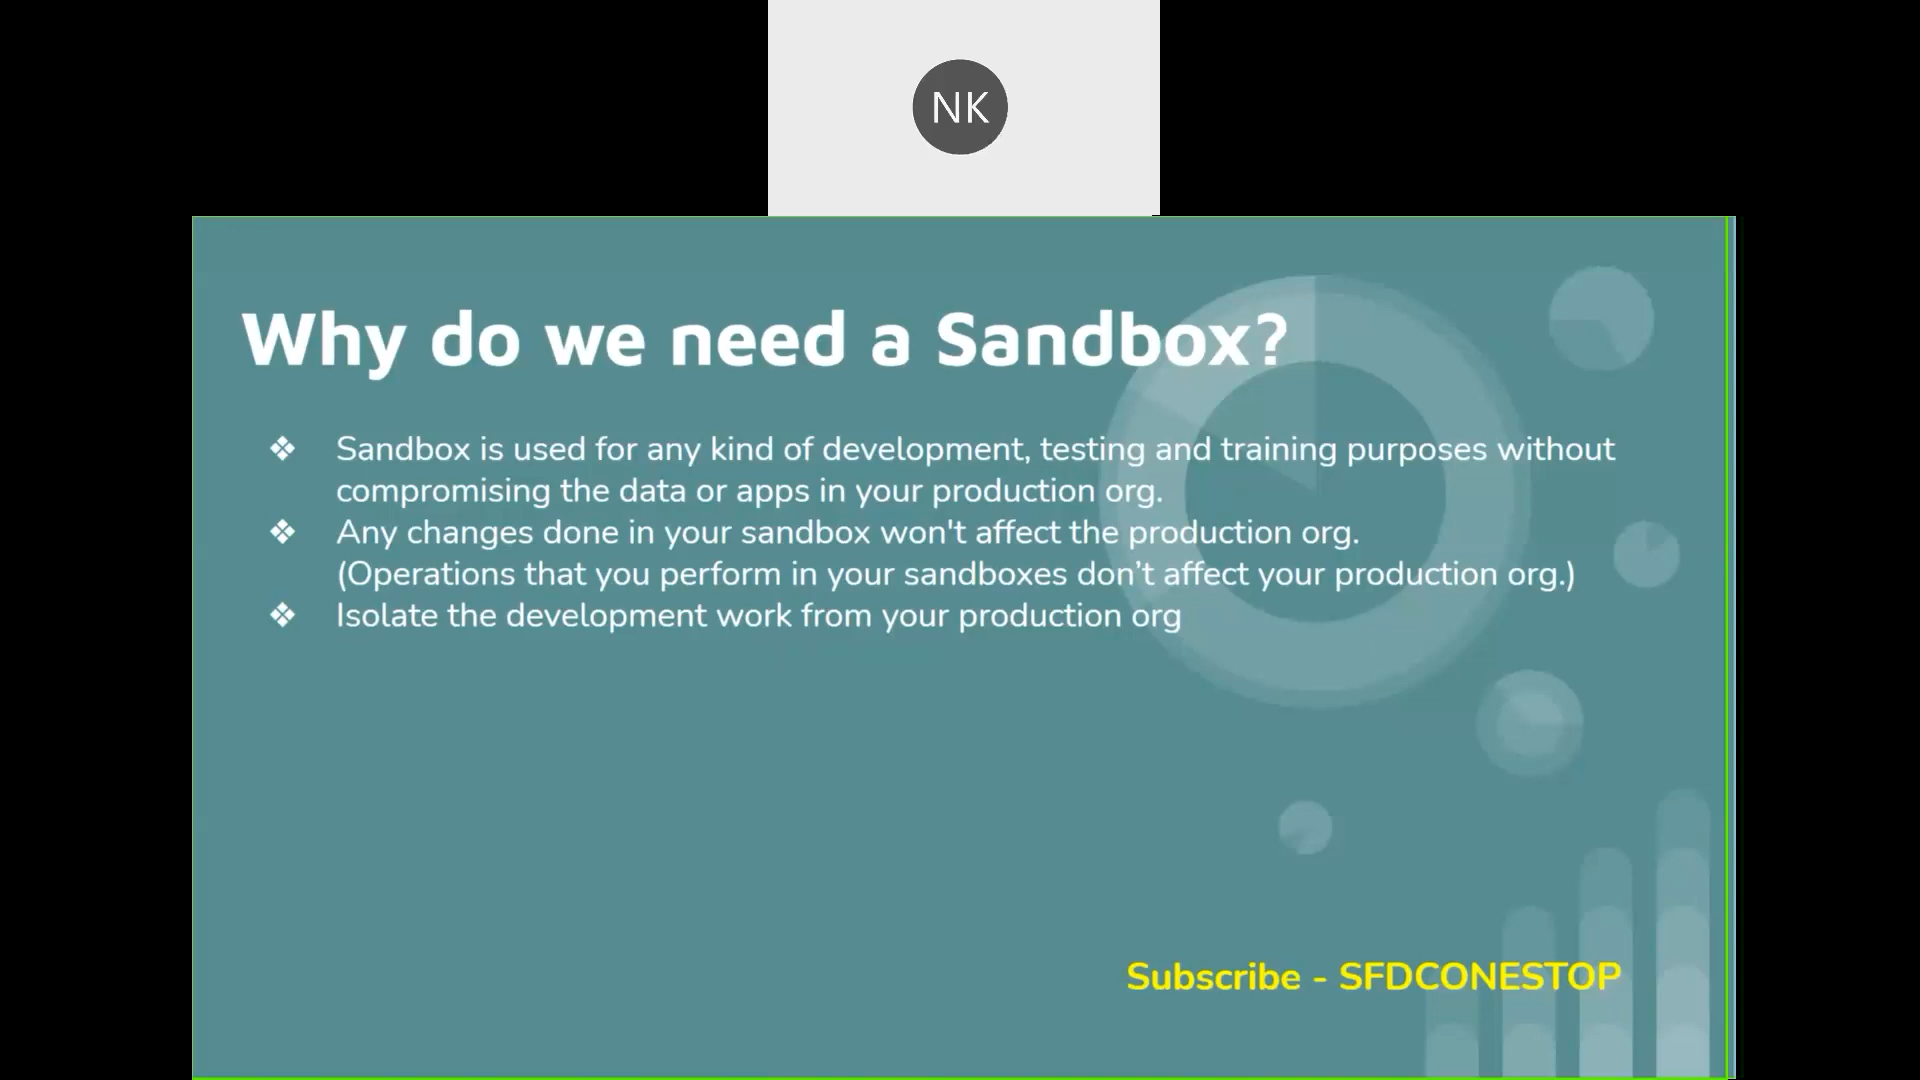 NK
Why do we need a Sandbox?
❖ Sandbox is used for any kind of development, testing and training purposes without
compromising the data or apps in your production org.
❖ Any changes done in your sandbox won't affect the production org.
(Operations that you perform in your sandboxes don’t affect your production org.)
❖ Isolate the development work from your production org
Subscribe - SFDCONESTOP